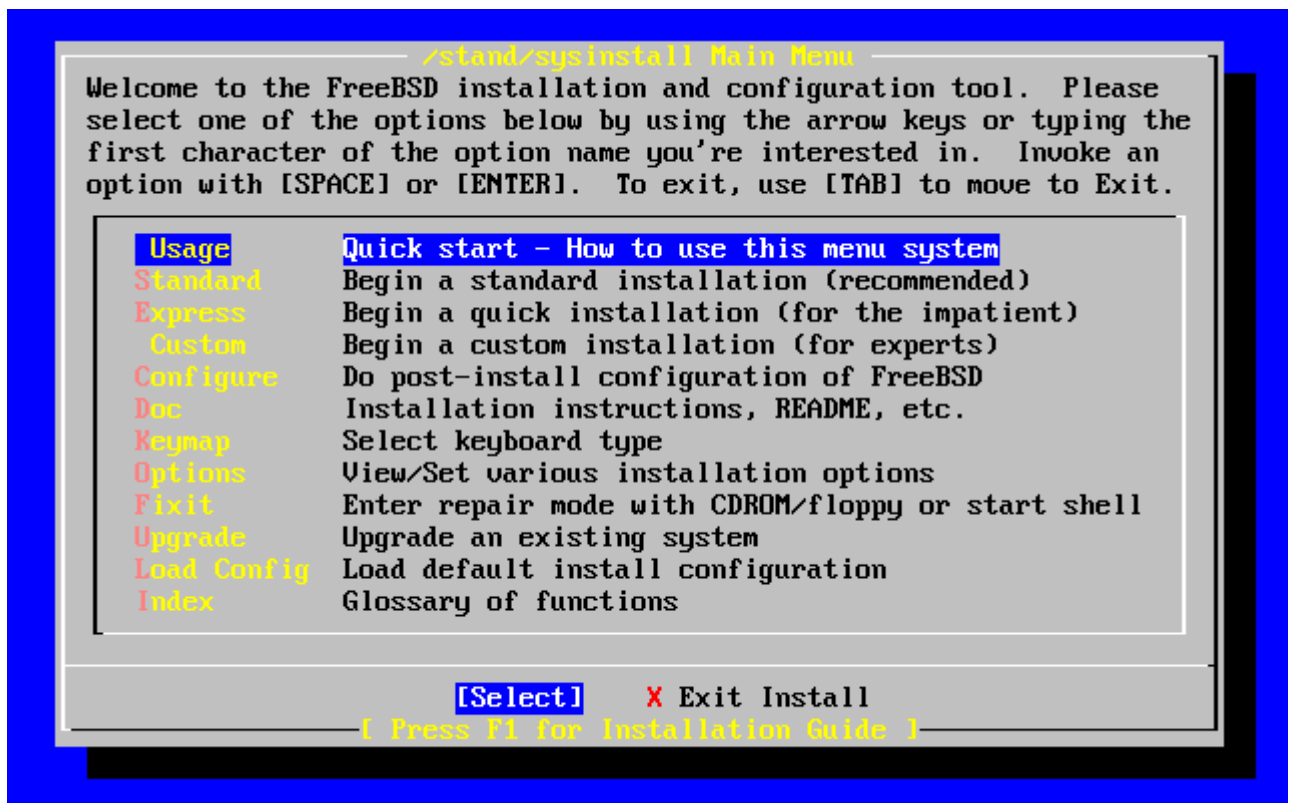 /stand/sysinstall Main Menu
Welcome to the FreeBSD installation and configuration tool.  Please
select one of the options below by using the arrow keys or typing the
first character of the option name you're interested in.  Invoke an
option with [SPACE] or [ENTER].  To exit, use [TAB] to move to Exit.
Usage Quick start - How to use this menu system
Standard Begin a standard installation (recommended)
Express Begin a quick installation (for the impatient)
Custom Begin a custom installation (for experts)
Configure Do post-install configuration of FreeBSD
Doc Installation instructions, README, etc.
Keymap Select keyboard type
Options View/Set various installation options
Fixit Enter repair mode with CDROM/floppy or start shell
Upgrade Upgrade an existing system
Load Config Load default install configuration
Index Glossary of functions
[Select] X Exit Install
[ Press F1 for Installation Guide ]